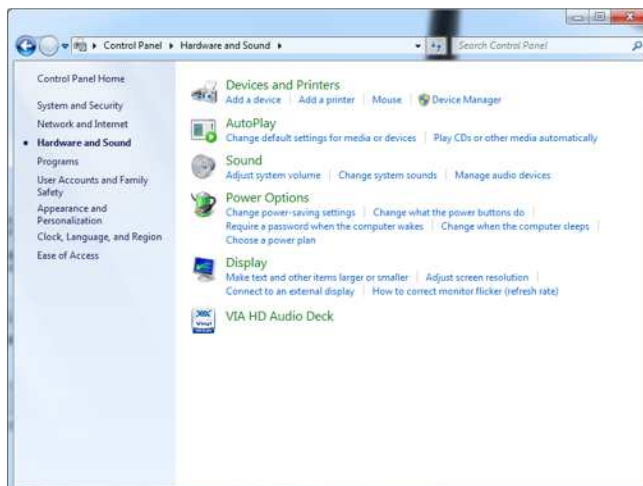 Control Panel ▸ Hardware and Sound ▸
Search Control Panel
Control Panel Home
System and Security
Network and Internet
Hardware and Sound
Programs
User Accounts and Family
Safety
Appearance and
Personalization
Clock, Language, and Region
Ease of Access
Devices and Printers
Add a device | Add a printer | Mouse | Device Manager
AutoPlay
Change default settings for media or devices | Play CDs or other media automatically
Sound
Adjust system volume | Change system sounds | Manage audio devices
Power Options
Change power-saving settings | Change what the power buttons do |
Require a password when the computer wakes | Change when the computer sleeps |
Choose a power plan
Display
Make text and other items larger or smaller | Adjust screen resolution |
Connect to an external display | How to correct monitor flicker (refresh rate)
VIA HD Audio Deck